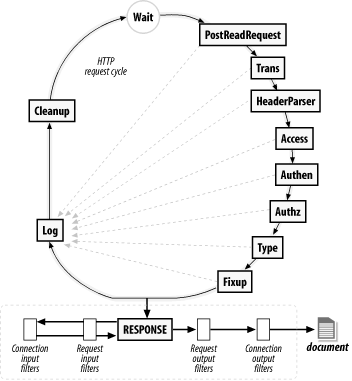 Wait
PostReadRequest
HTTP
request cycle
Trans
HeaderParser
Cleanup
Access
Authen
Authz
Log
Type
Fixup
RESPONSE
document
Connection
input
filters
Request
input
filters
Request
output
filters
Connection
output
filters